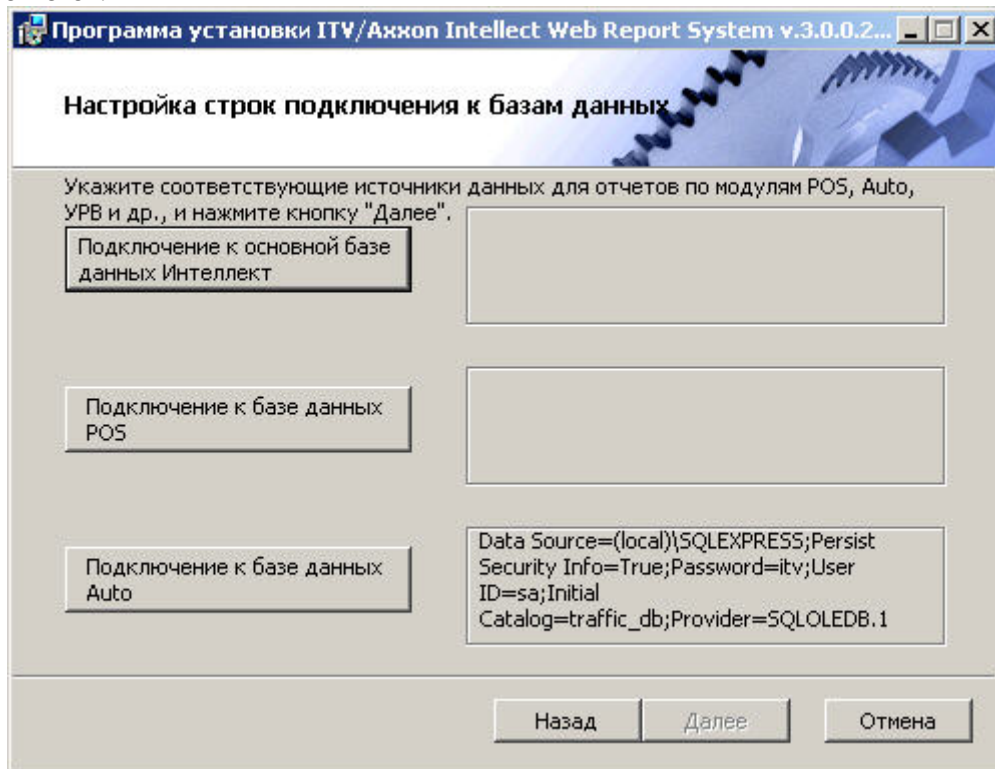 Программа установки ITV/Axxon Intellect Web Report System v.3.0.0.2...
Настройка строк подключения к базам данных
Укажите соответствующие источники данных для отчетов по модулям POS, Auto,
УРВ и др., и нажмите кнопку "Далее".
Подключение к основной базе
данных Интеллект
Подключение к базе данных
POS
Подключение к базе данных
Auto
Data Source=(local)\SQLEXPRESS;Persist
Security Info=True;Password=itv;User
ID=sa;Initial
Catalog=traffic_db;Provider=SQLOLEDB.1
Назад
Далее
Отмена